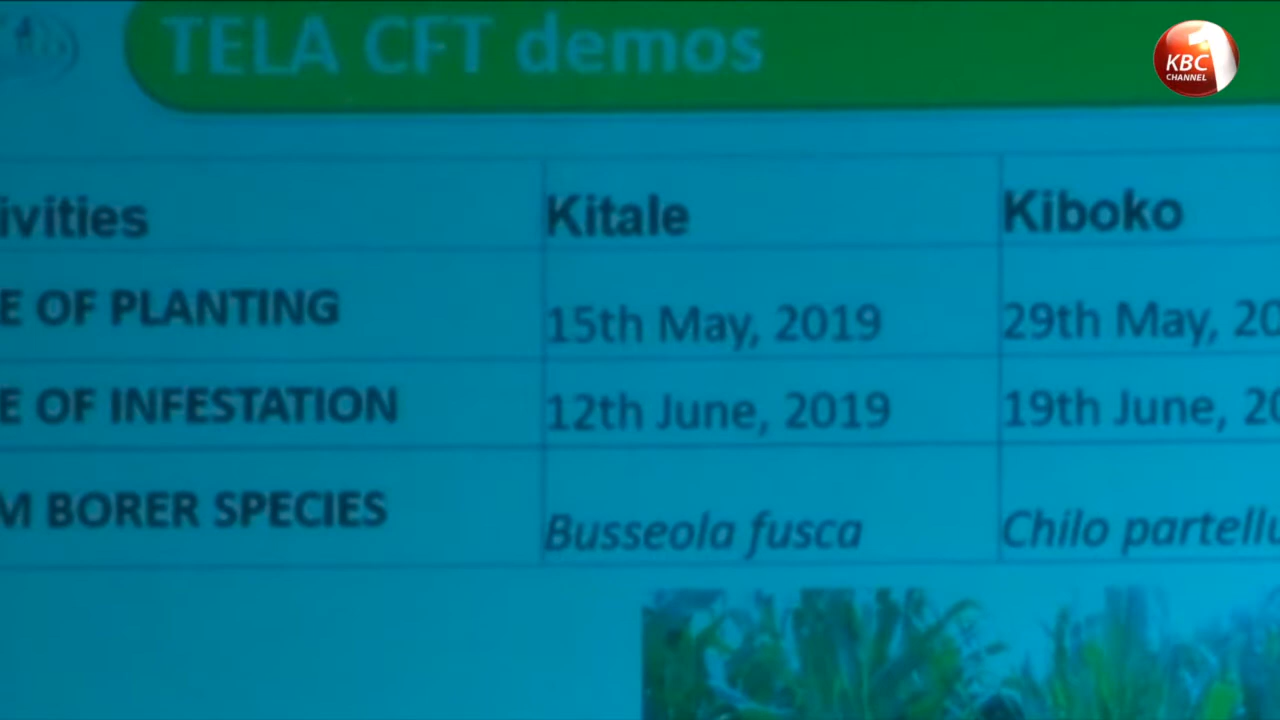 TELA CFT demos
KBC
CHANNEL 1
ivities Kitale Kiboko
E OF PLANTING 15th May, 2019 29th May, 20
E OF INFESTATION 12th June, 2019 19th June, 20
M BORER SPECIES Busseola fusca Chilo partellu